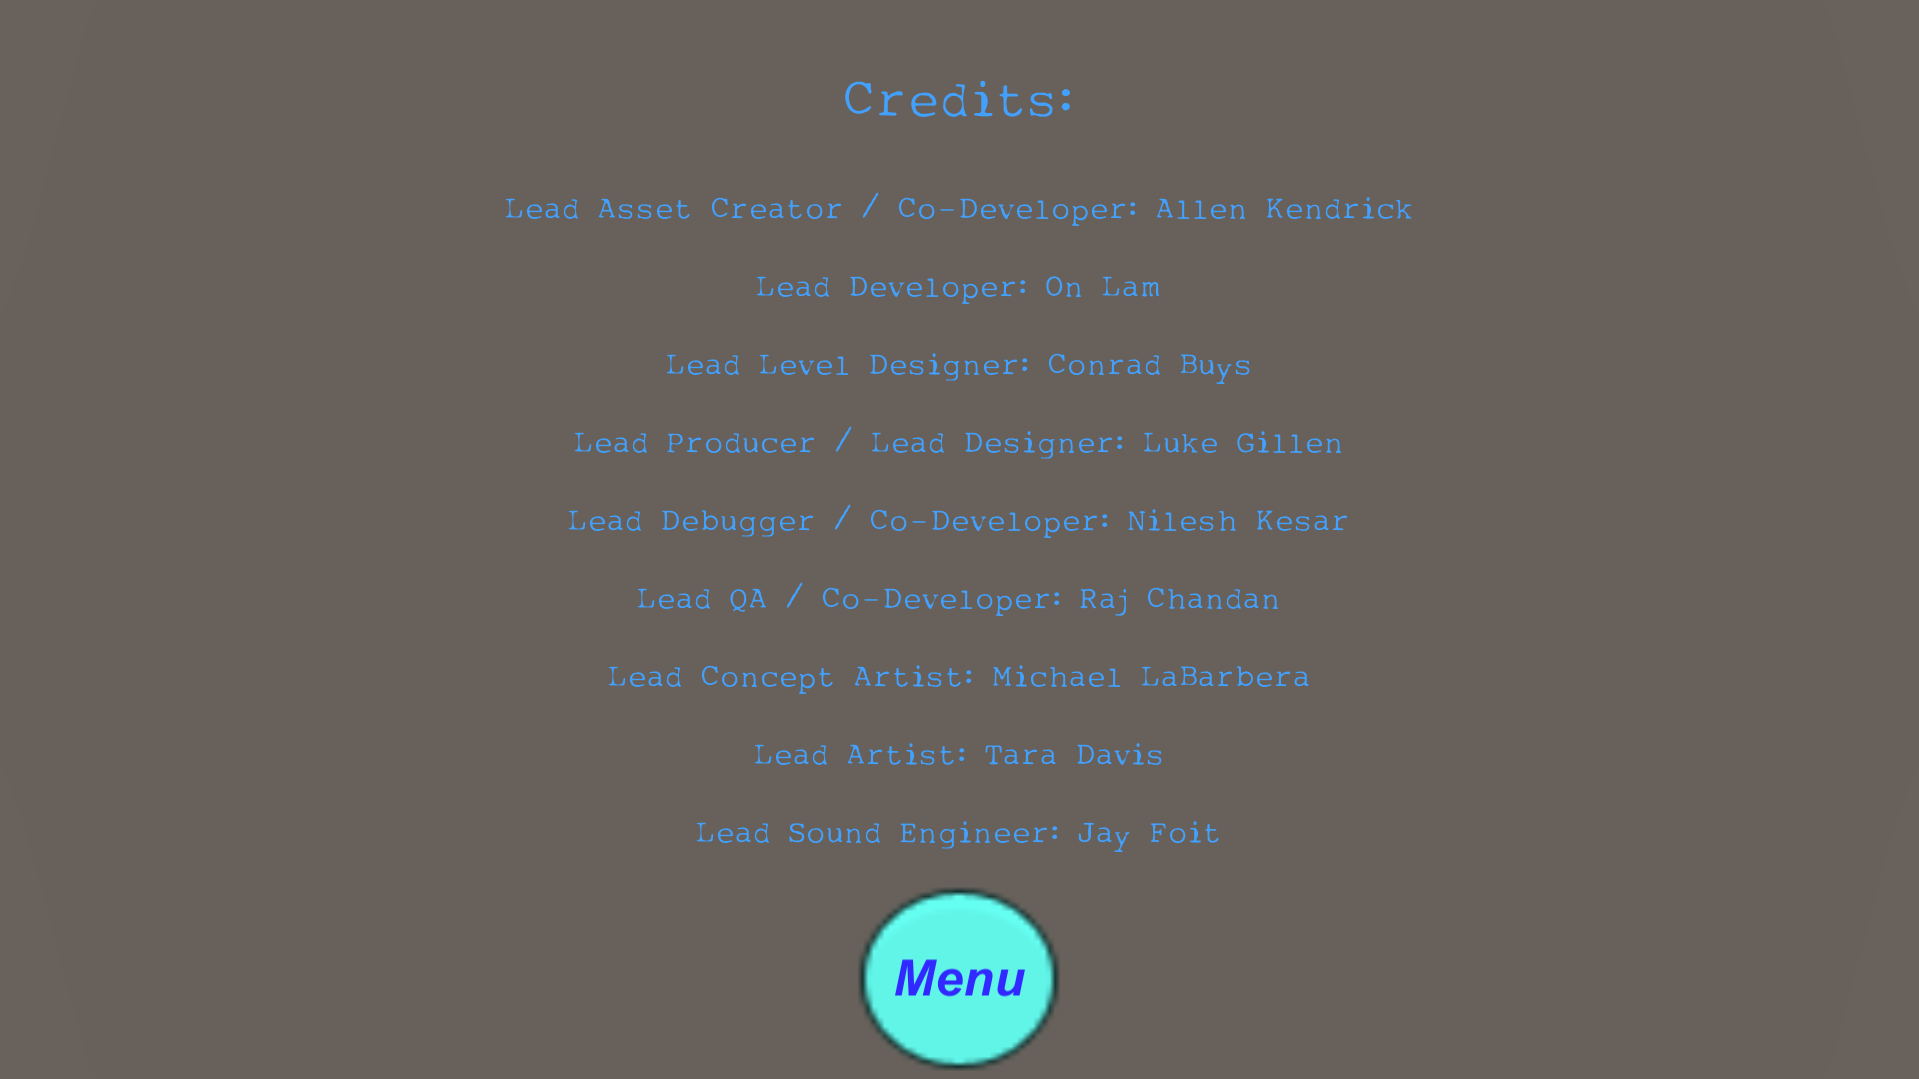 Credits:
Lead Asset Creator / Co-Developer: Allen Kendrick
Lead Developer: On Lam
Lead Level Designer: Conrad Buys
Lead Producer / Lead Designer: Luke Gillen
Lead Debugger / Co-Developer: Nilesh Kesar
Lead QA / Co-Developer: Raj Chandan
Lead Concept Artist: Michael LaBarbera
Lead Artist: Tara Davis
Lead Sound Engineer: Jay Foit
Menu